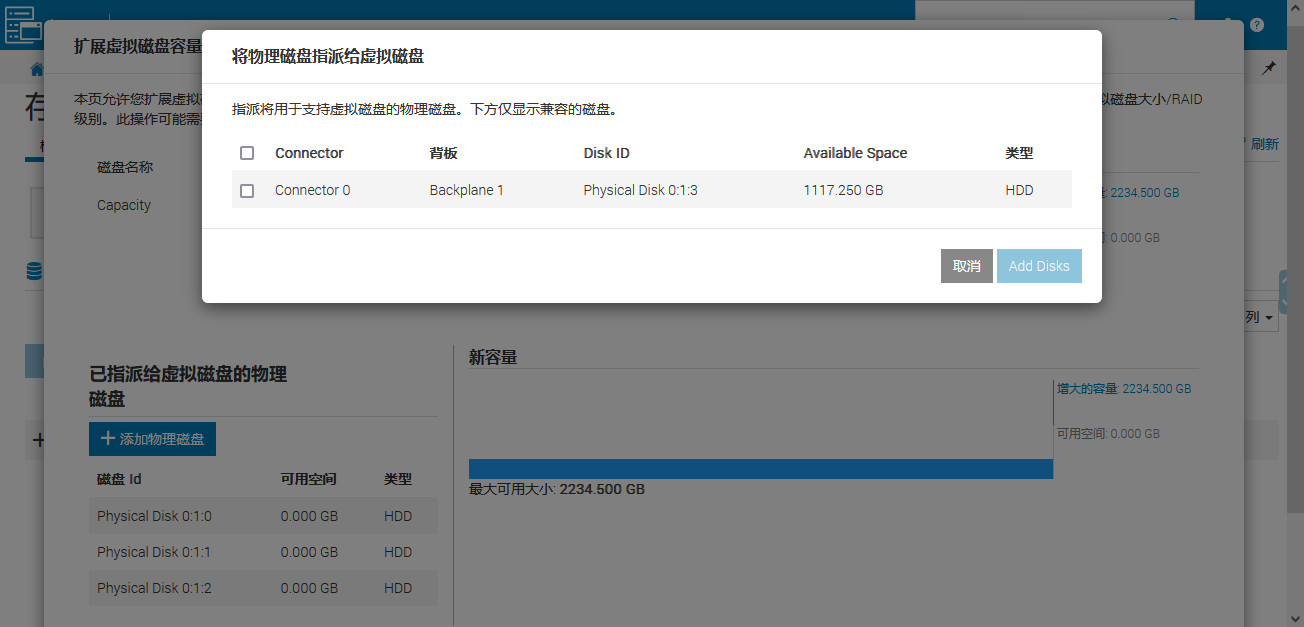 扩展虚拟磁盘容量
将物理磁盘指派给虚拟磁盘
指派将用于支持虚拟磁盘的物理磁盘。下方仅显示兼容的磁盘。
Connector 背板 Disk ID Available Space 类型
Connector 0 Backplane 1 Physical Disk 0:1:3 1117.250 GB HDD
取消 Add Disks
存
本页允许您扩展虚拟
拟磁盘大小/RAID
级别。此操作可能需
刷新
磁盘名称
Capacity
2234.500 GB
0.000 GB
列
已指派给虚拟磁盘的物理
磁盘
添加物理磁盘
磁盘 Id 可用空间 类型
Physical Disk 0:1:0 0.000 GB HDD
Physical Disk 0:1:1 0.000 GB HDD
Physical Disk 0:1:2 0.000 GB HDD
新容量
增大的容量: 2234.500 GB
可用空间: 0.000 GB
最大可用大小: 2234.500 GB